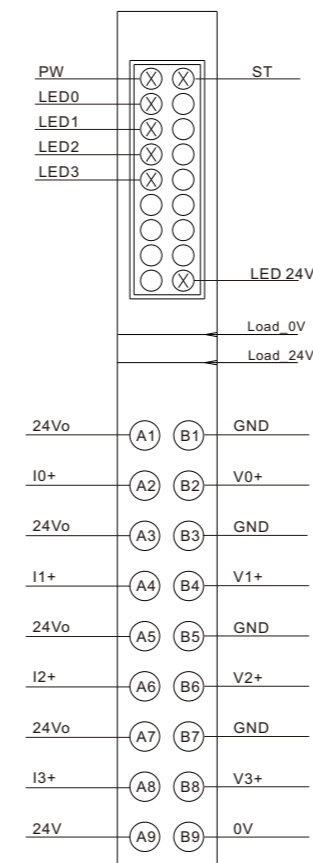 PW ST
LED0
LED1
LED2
LED3
LED 24V
Load_0V
Load_24V
24Vo A1 B1 GND
I0+ A2 B2 V0+
24Vo A3 B3 GND
I1+ A4 B4 V1+
24Vo A5 B5 GND
I2+ A6 B6 V2+
24Vo A7 B7 GND
I3+ A8 B8 V3+
24V A9 B9 0V